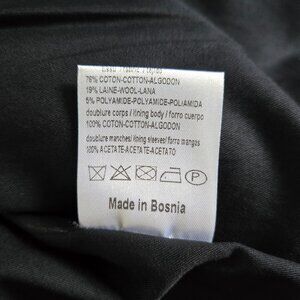 76% COTON-COTTON-ALGODON
19% LAINE-WOOL-LANA
5% POLYAMIDE-POLYAMIDE-POLIAMIDA
doublure corps / lining body / forro cuerpo
100% COTON-COTTON-ALGODON
doublure manches/ lining sleeves/ forro mangas
100% ACETATE-ACETATE-ACETATO
P
Made in Bosnia